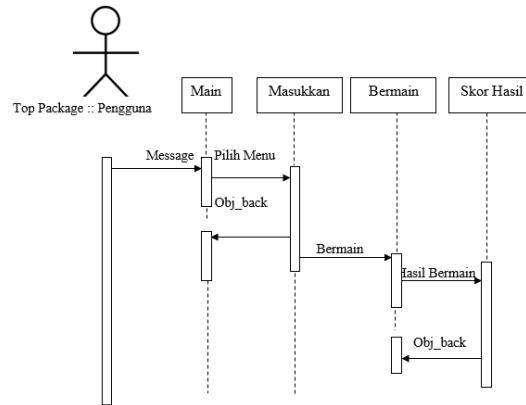 Top Package :: Pengguna
Main
Masukkan
Bermain
Skor Hasil
Message
Pilih Menu
Obj_back
Bermain
Hasil Bermain
Obj_back